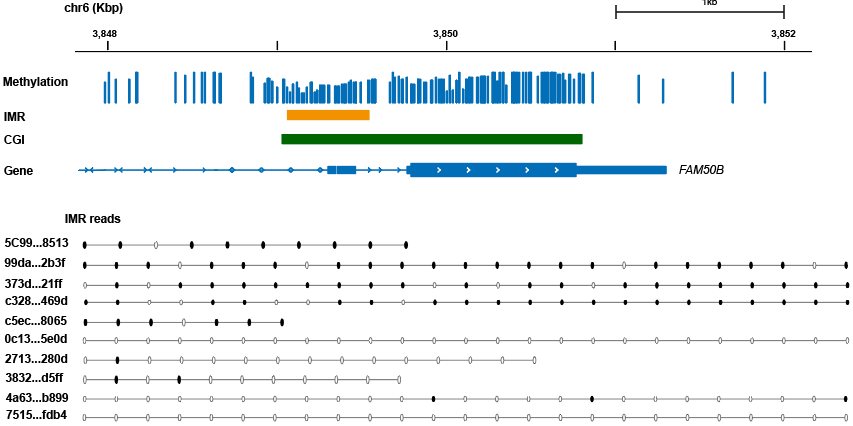 chr6 (Kbp)
1kb
3,848
3,850
3,852
Methylation
IMR
CGI
Gene
FAM50B
IMR reads
5C99...8513
99da...2b3f
373d...21ff
c328...469d
c5ec...8065
0c13...5e0d
2713...280d
3832...d5ff
4a63...b899
7515...fdb4